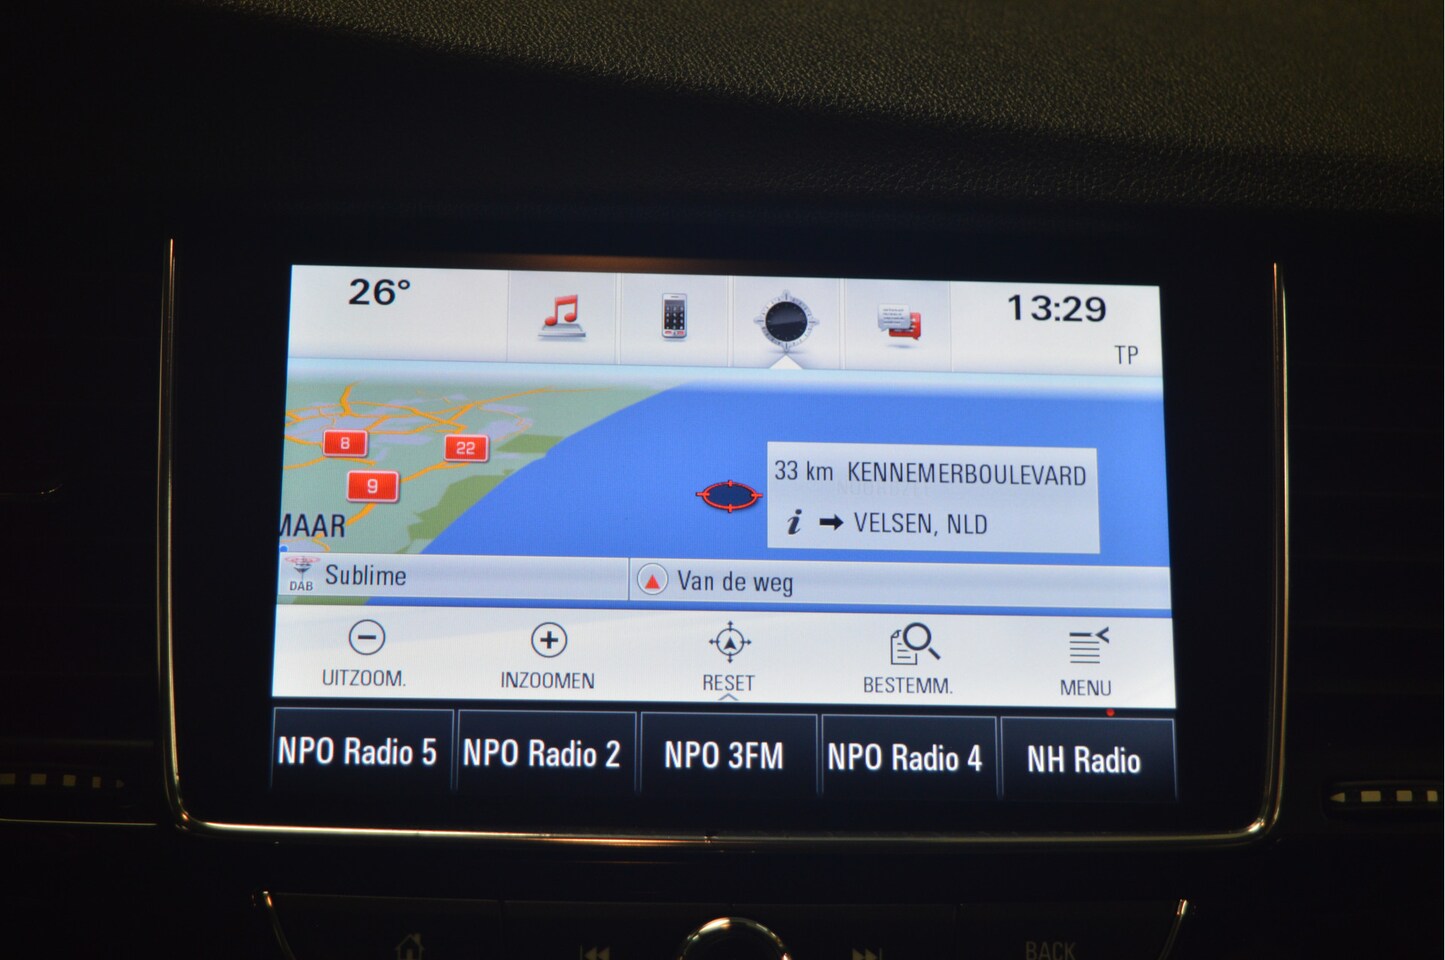 26°
13:29
TP
8
22
9
MAAR
33 km KENNEMERBOULEVARD
i ➡ VELSEN, NLD
DAB Sublime
Van de weg
UITZOOM.
INZOOMEN
RESET
BESTEMM.
MENU
NPO Radio 5
NPO Radio 2
NPO 3FM
NPO Radio 4
NH Radio
BACK